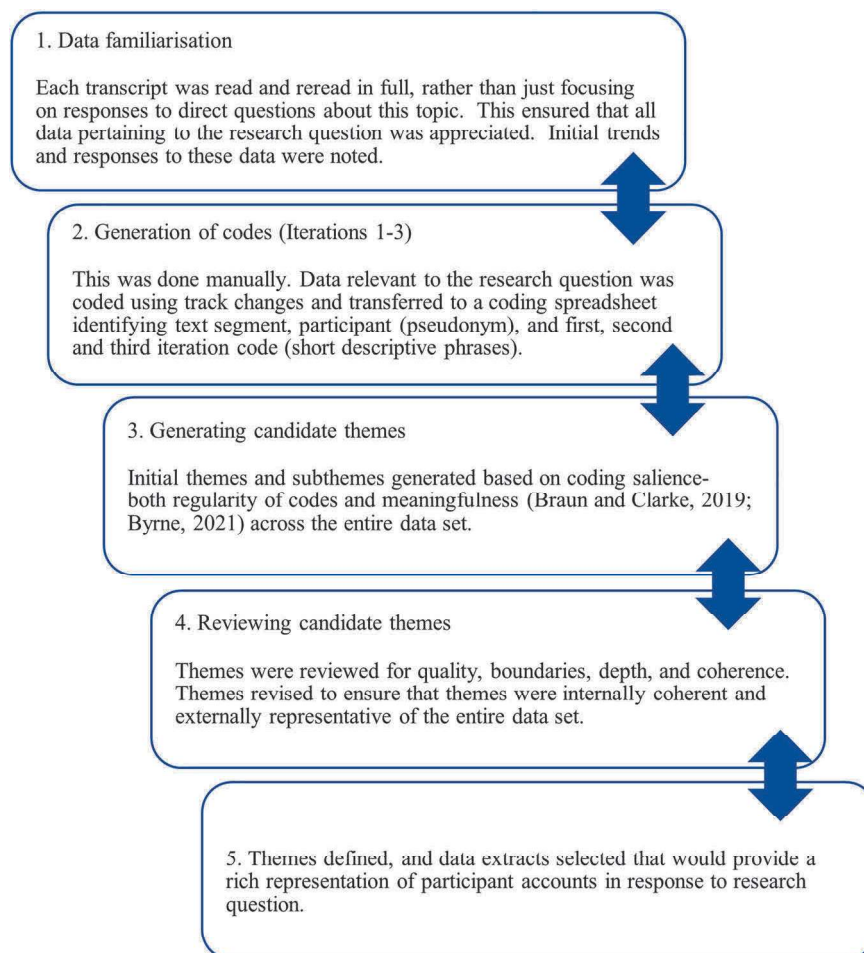 1. Data familiarisation
Each transcript was read and reread in full, rather than just focusing
on responses to direct questions about this topic.  This ensured that all
data pertaining to the research question was appreciated.  Initial trends
and responses to these data were noted.
2. Generation of codes (Iterations 1-3)
This was done manually. Data relevant to the research question was
coded using track changes and transferred to a coding spreadsheet
identifying text segment, participant (pseudonym), and first, second
and third iteration code (short descriptive phrases).
3. Generating candidate themes
Initial themes and subthemes generated based on coding salience-
both regularity of codes and meaningfulness (Braun and Clarke, 2019;
Byrne, 2021) across the entire data set.
4. Reviewing candidate themes
Themes were reviewed for quality, boundaries, depth, and coherence.
Themes revised to ensure that themes were internally coherent and
externally representative of the entire data set.
5. Themes defined, and data extracts selected that would provide a
rich representation of participant accounts in response to research
question.